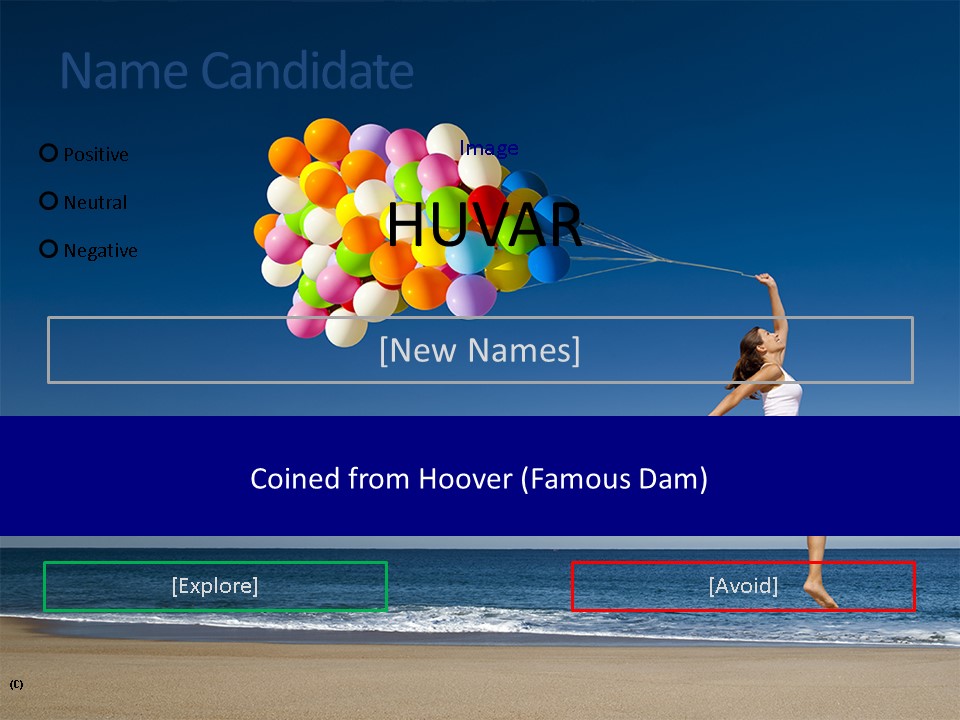 Name Candidate
Positive
Image
Neutral
HUVAR
Negative
[New Names]
Coined from Hoover (Famous Dam)
[Explore]
[Avoid]
(C)